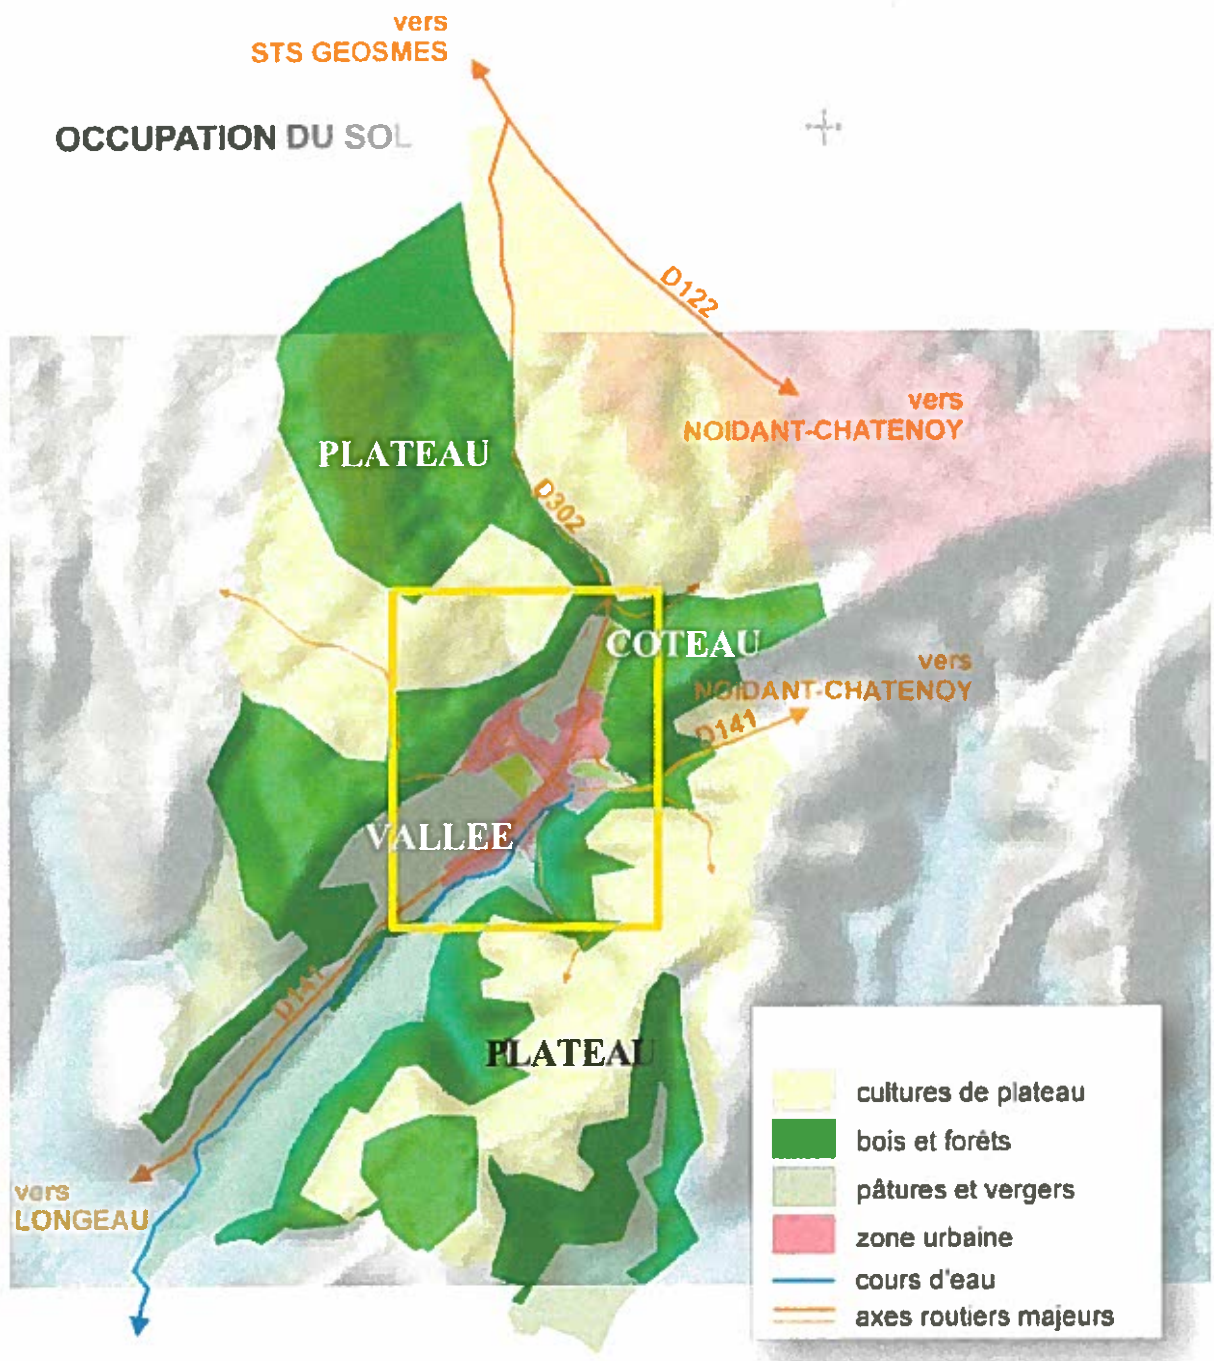 vers
STS GEOSMES
OCCUPATION DU SOL
D122
vers
NOIDANT-CHATENOY
PLATEAU
D302
COTEAU
vers
NOIDANT-CHATENOY
D141
VALLEE
D141
PLATEAU
vers
LONGEAU
cultures de plateau
bois et forêts
pâtures et vergers
zone urbaine
cours d'eau
axes routiers majeurs